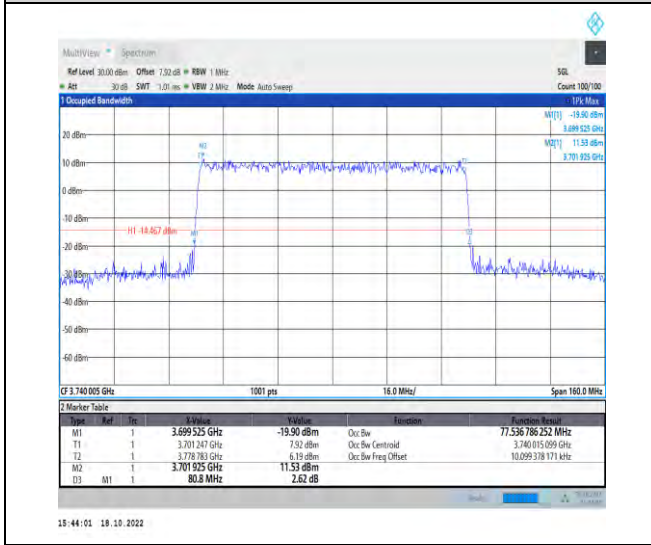 MultiView Spectrum
Ref Level 30.00 dBm Offset 7.92 dB RBW 1 MHz SGL
Att 30 dB SWT 1.01 ms VBW 2 MHz Mode Auto Sweep Count 100/100
1 Occupied Bandwidth 1Pk Max
M1[1] -19.90 dBm
3.699 525 GHz
M2[1] 11.53 dBm
3.701 925 GHz
20 dBm
M2
10 dBm
0 dBm
-10 dBm
H1 -14.467 dBm M1
-20 dBm
-30 dBm
-40 dBm
-50 dBm
-60 dBm
CF 3.740 005 GHz 1001 pts 16.0 MHz/ Span 160.0 MHz
2 Marker Table
Type Ref Trc X-Value Y-Value Function Function Result
M1 1 3.699 525 GHz -19.90 dBm Occ Bw 77.536 786 252 MHz
T1 1 3.701 247 GHz 7.92 dBm Occ Bw Centroid 3.740 015 099 GHz
T2 1 3.778 783 GHz 6.19 dBm Occ Bw Freq Offset 10.099 378 171 kHz
M2 1 3.701 925 GHz 11.53 dBm
D3 M1 1 80.8 MHz 2.62 dB
15:44:01 18.10.2022